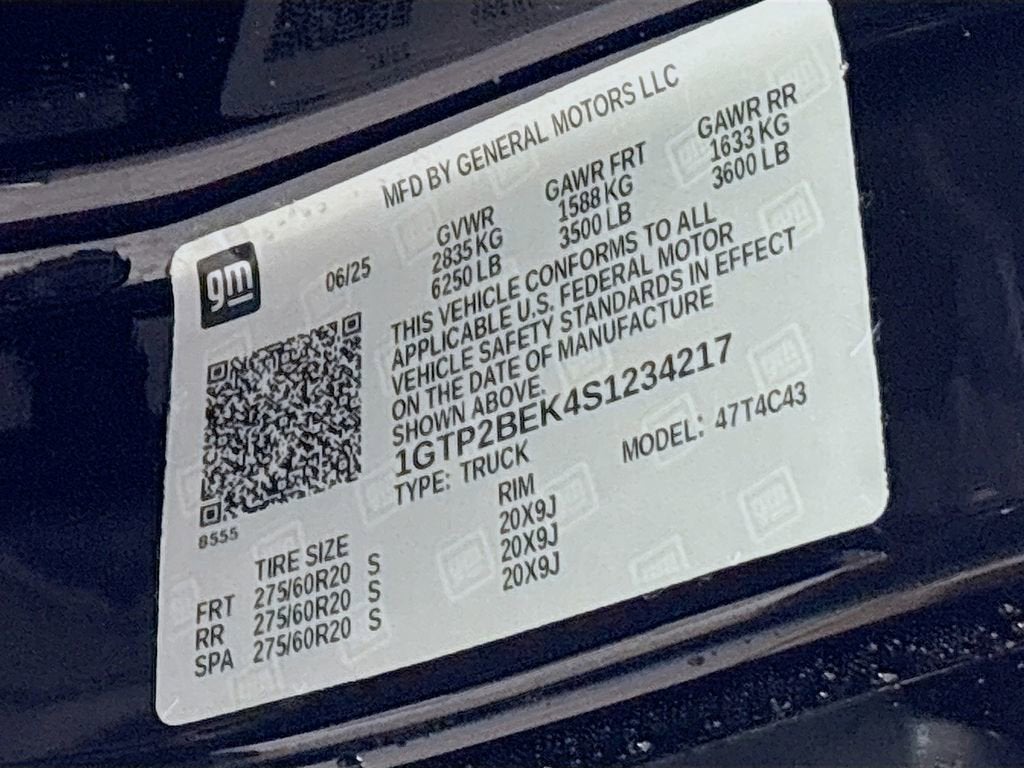 MFD BY GENERAL MOTORS LLC
gm
06/25
GVWR GAWR FRT GAWR RR
2835 KG 1588 KG 1633 KG
6250 LB 3500 LB 3600 LB
THIS VEHICLE CONFORMS TO ALL
APPLICABLE U.S. FEDERAL MOTOR
VEHICLE SAFETY STANDARDS IN EFFECT
ON THE DATE OF MANUFACTURE
SHOWN ABOVE.
1GTP2BEK4S1234217
TYPE: TRUCK MODEL: 47T4C43
8555
TIRE SIZE RIM
FRT 275/60R20 S 20X9J
RR 275/60R20 S 20X9J
SPA 275/60R20 S 20X9J